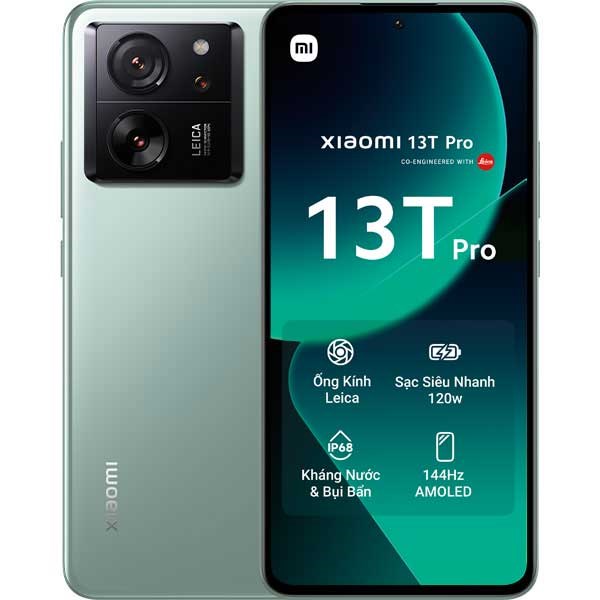 LEICA
xiaomi
mi
xiaomi 13T Pro
CO-ENGINEERED WITH Leica
13T Pro
Ống Kính
Leica
Sạc Siêu Nhanh
120w
IP68
Kháng Nước
& Bụi Bẩn
144Hz
AMOLED